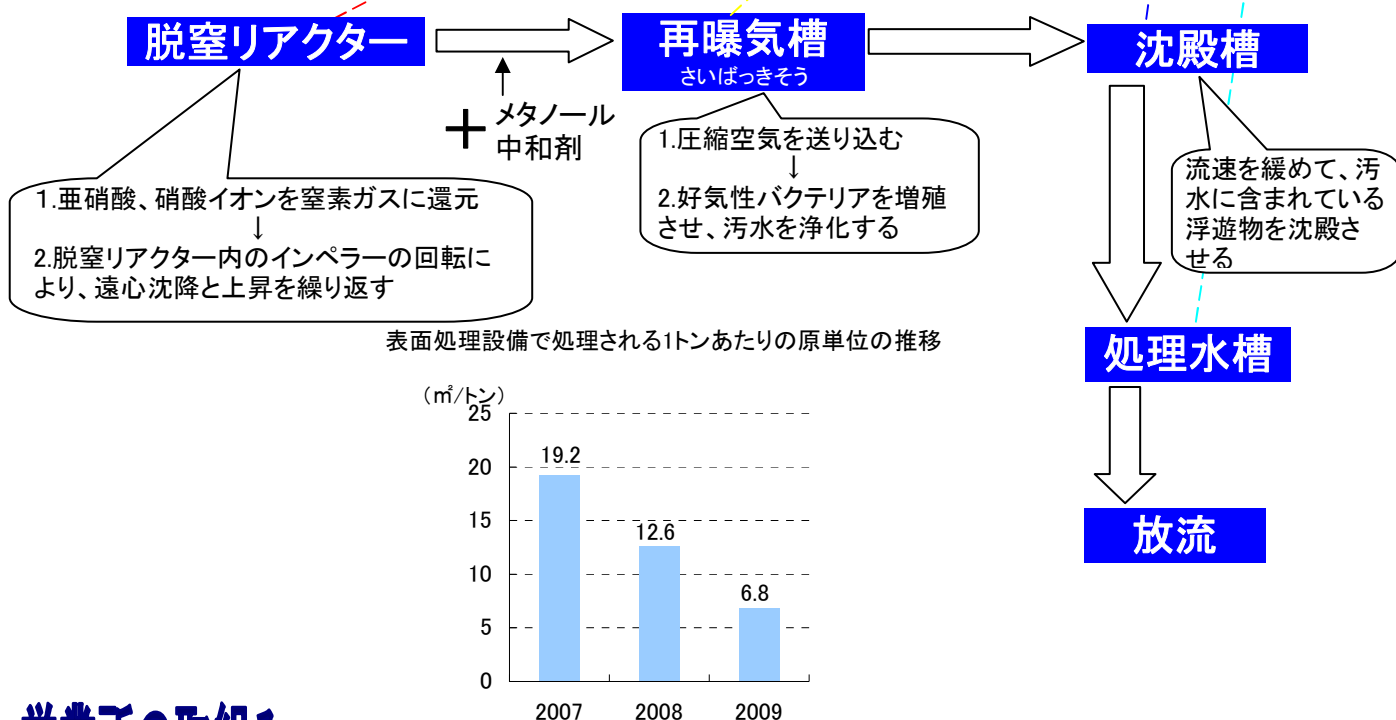 脱窒リアクター
再曝気槽
さいばっきそう
沈殿槽
+
メタノール
中和剤
1.亜硝酸、硝酸イオンを窒素ガスに還元
↓
2.脱窒リアクター内のインペラーの回転に
より、遠心沈降と上昇を繰り返す
1.圧縮空気を送り込む
↓
2.好気性バクテリアを増殖
させ、汚水を浄化する
流速を緩めて、汚
水に含まれている
浮遊物を沈殿さ
せる
処理水槽
放流
表面処理設備で処理される1トンあたりの原単位の推移
(㎡/トン)
25
20
15
10
5
0
19.2
12.6
6.8
2007 2008 2009
営業所の取組み